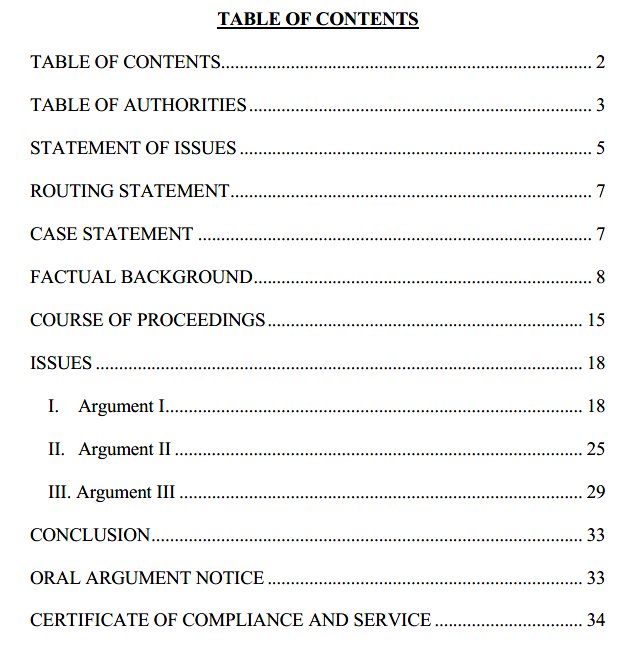 TABLE OF CONTENTS
TABLE OF CONTENTS.................................................................................. 2
TABLE OF AUTHORITIES............................................................................ 3
STATEMENT OF ISSUES.............................................................................. 5
ROUTING STATEMENT................................................................................ 7
CASE STATEMENT ....................................................................................... 7
FACTUAL BACKGROUND........................................................................... 8
COURSE OF PROCEEDINGS...................................................................... 15
ISSUES ............................................................................................................ 18
I. Argument I............................................................................................ 18
II. Argument II .......................................................................................... 25
III. Argument III ......................................................................................... 29
CONCLUSION................................................................................................ 33
ORAL ARGUMENT NOTICE...................................................................... 33
CERTIFICATE OF COMPLIANCE AND SERVICE ................................. 34